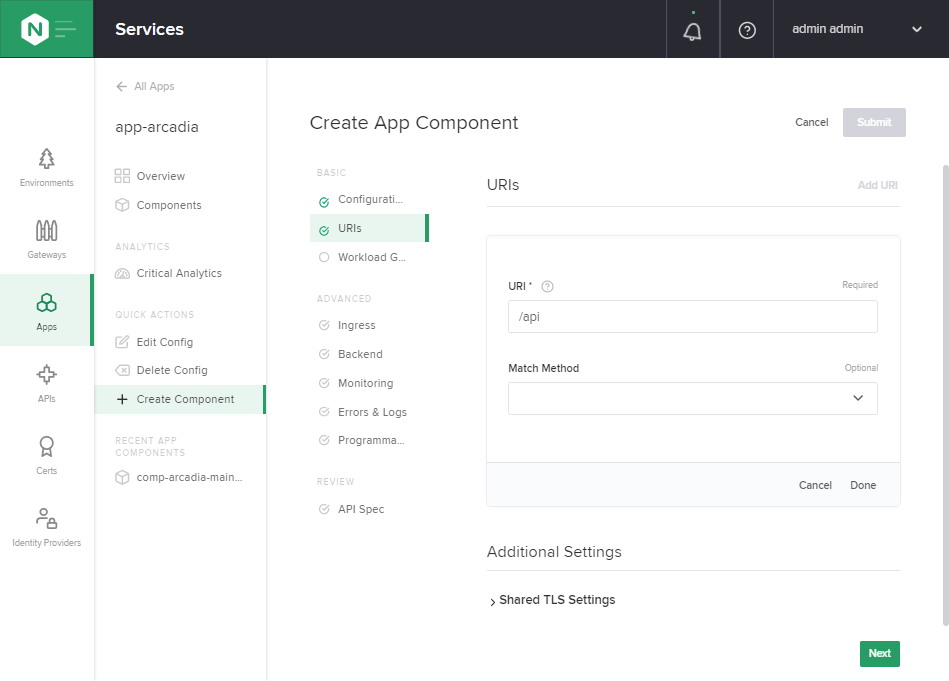 N
Services
admin admin
All Apps
app-arcadia
Overview
Components
ANALYTICS
Critical Analytics
QUICK ACTIONS
Edit Config
Delete Config
Create Component
RECENT APP
COMPONENTS
comp-arcadia-main...
Environments
Gateways
Apps
APIs
Certs
Identity Providers
Create App Component
Cancel
Submit
BASIC
Configurati...
URIs
Workload G...
ADVANCED
Ingress
Backend
Monitoring
Errors & Logs
Programma...
REVIEW
API Spec
URIs
Add URI
URI * ?
Required
/api
Match Method
Optional
Cancel
Done
Additional Settings
Shared TLS Settings
Next